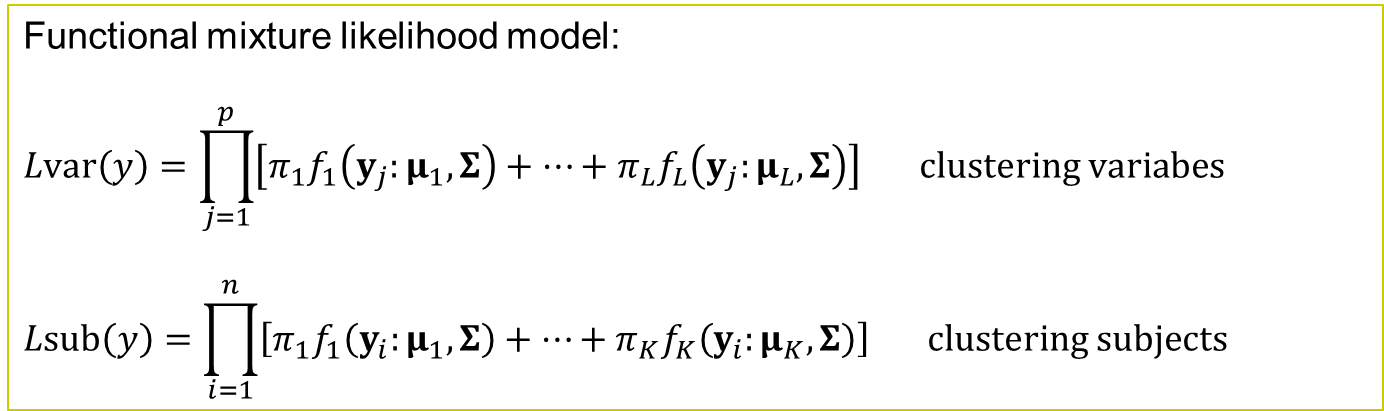 Functional mixture likelihood model:
Lvar(y) = ∏_{j=1}^{p} [π₁f₁(𝐲ⱼ: 𝛍₁, 𝚺) + ⋯ + π_L f_L(𝐲ⱼ: 𝛍_L, 𝚺)] clustering variabes
Lsub(y) = ∏_{i=1}^{n} [π₁f₁(𝐲ᵢ: 𝛍₁, 𝚺) + ⋯ + π_K f_K(𝐲ᵢ: 𝛍_K, 𝚺)] clustering subjects